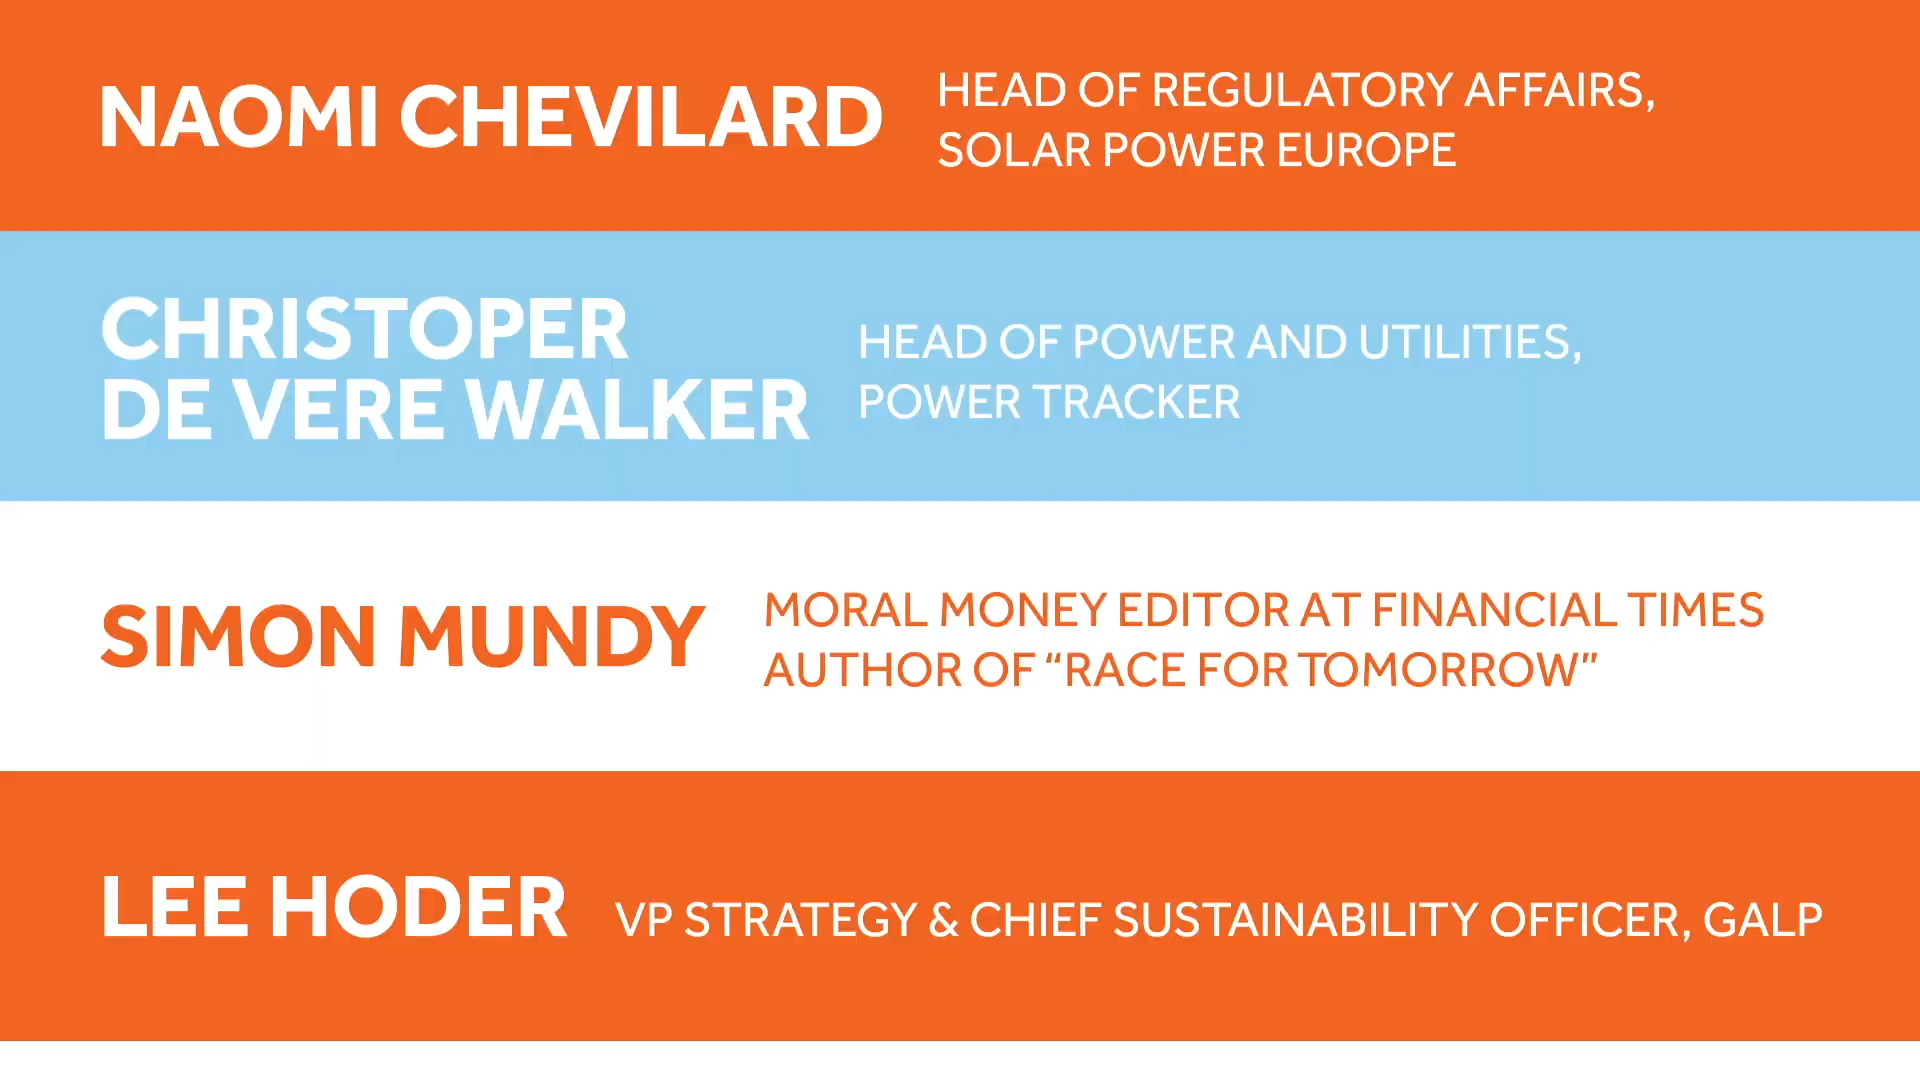 NAOMI CHEVILARD
HEAD OF REGULATORY AFFAIRS,
SOLAR POWER EUROPE
CHRISTOPER
DE VERE WALKER
HEAD OF POWER AND UTILITIES,
POWER TRACKER
SIMON MUNDY
MORAL MONEY EDITOR AT FINANCIAL TIMES
AUTHOR OF “RACE FOR TOMORROW”
LEE HODER
VP STRATEGY & CHIEF SUSTAINABILITY OFFICER, GALP